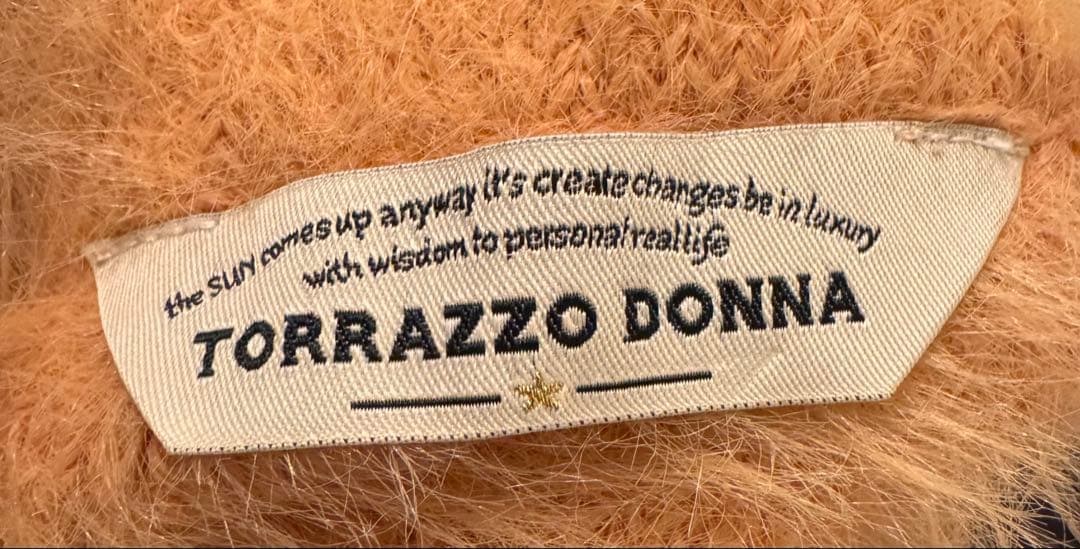 the SUN comes up anyway it's create changes be in luxury
with wisdom to personal real life
TORRAZZO DONNA